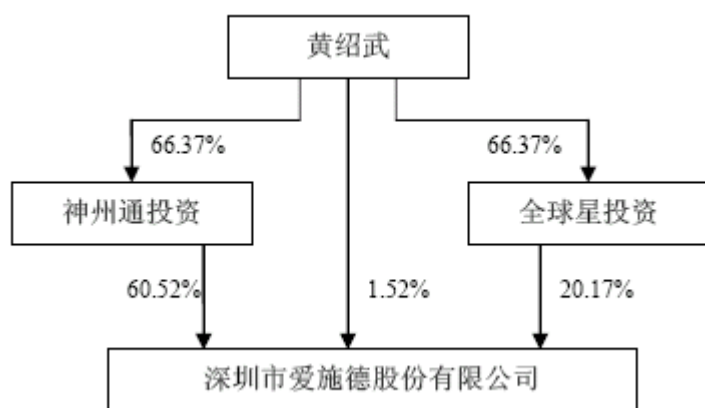 黄绍武
66.37%
66.37%
神州通投资
全球星投资
60.52%
1.52%
20.17%
深圳市爱施德股份有限公司